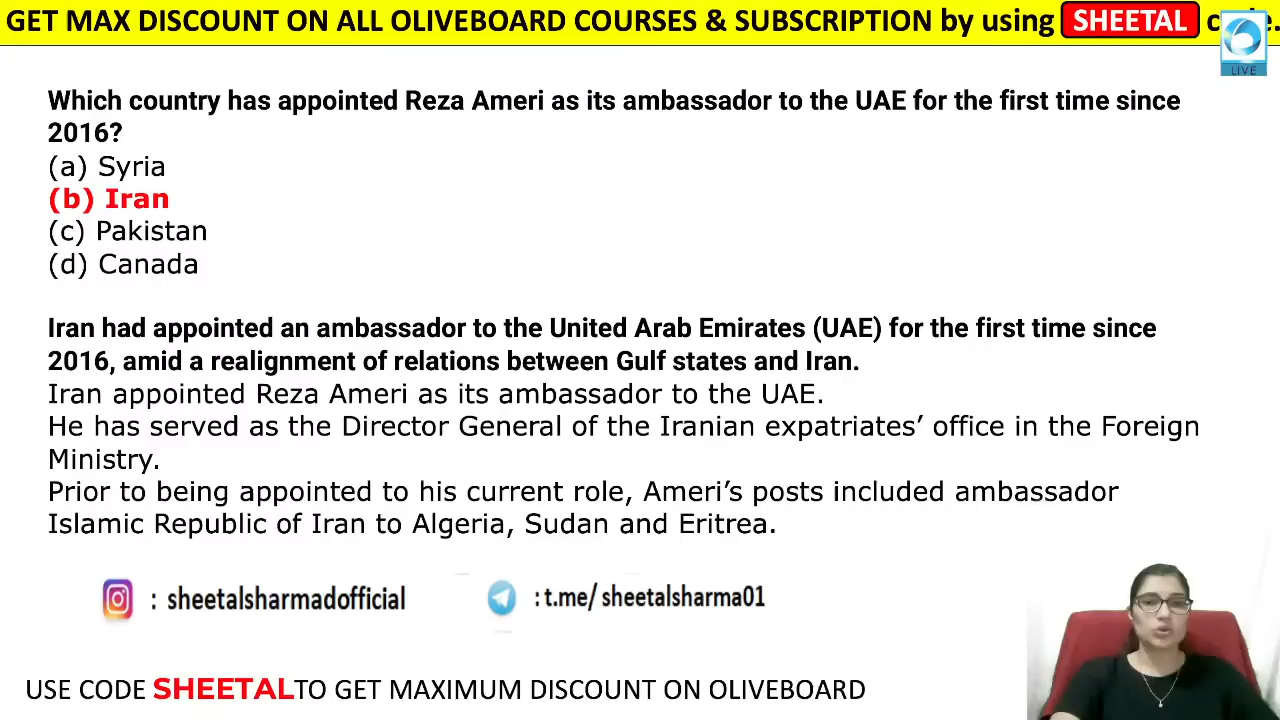 GET MAX DISCOUNT ON ALL OLIVEBOARD COURSES & SUBSCRIPTION by using SHEETAL code.
LIVE
Which country has appointed Reza Ameri as its ambassador to the UAE for the first time since
2016?
(a) Syria
(b) Iran
(c) Pakistan
(d) Canada
Iran had appointed an ambassador to the United Arab Emirates (UAE) for the first time since
2016, amid a realignment of relations between Gulf states and Iran.
Iran appointed Reza Ameri as its ambassador to the UAE.
He has served as the Director General of the Iranian expatriates’ office in the Foreign
Ministry.
Prior to being appointed to his current role, Ameri’s posts included ambassador
Islamic Republic of Iran to Algeria, Sudan and Eritrea.
: sheetalsharmadofficial
: t.me/ sheetalsharma01
USE CODE SHEETALTO GET MAXIMUM DISCOUNT ON OLIVEBOARD